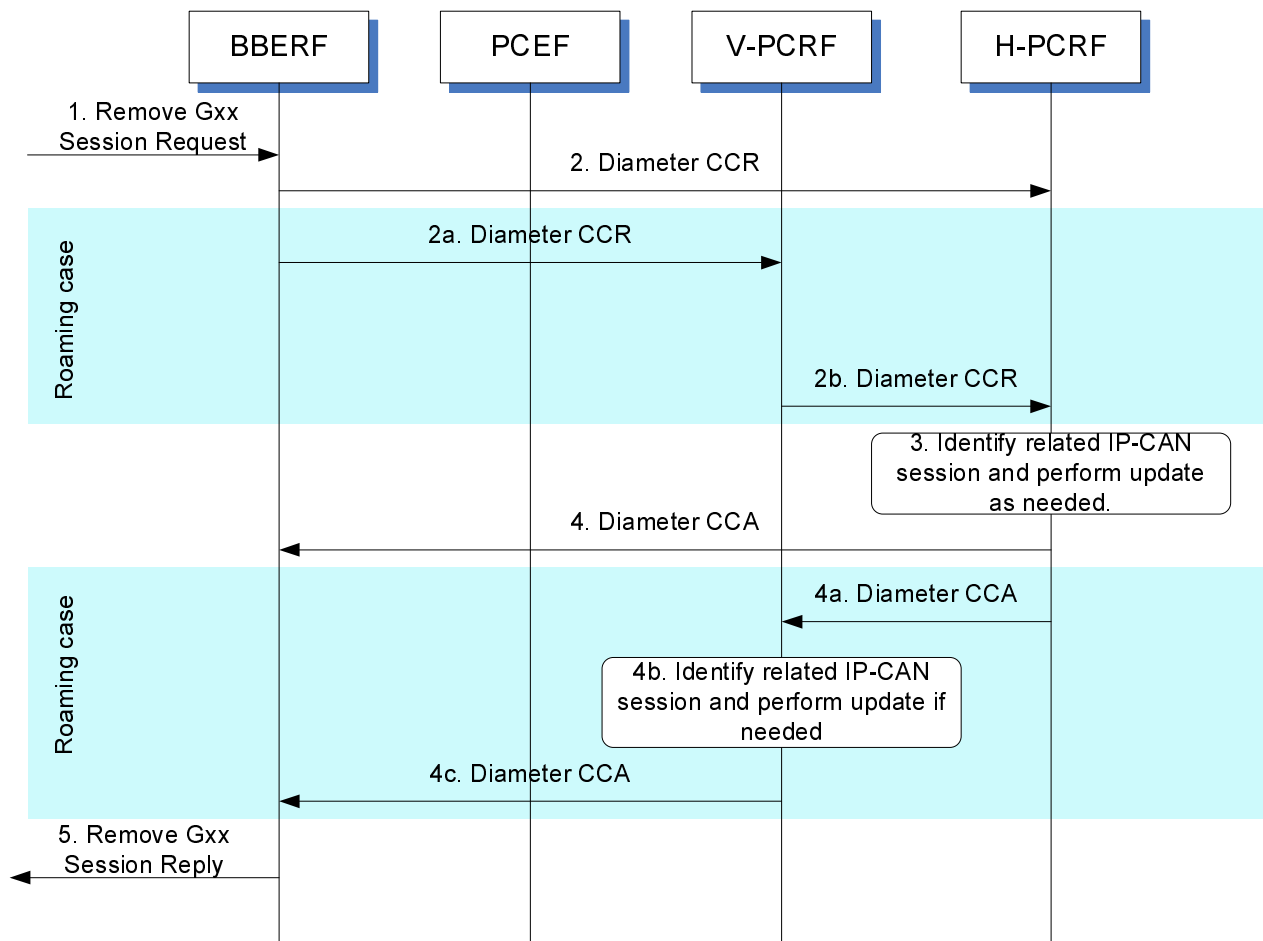 BBERF
PCEF
V-PCRF
H-PCRF
1. Remove Gxx
Session Request
2. Diameter CCR
Roaming case
2a. Diameter CCR
2b. Diameter CCR
3. Identify related IP-CAN
session and perform update
as needed.
4. Diameter CCA
Roaming case
4a. Diameter CCA
4b. Identify related IP-CAN
session and perform update if
needed
4c. Diameter CCA
5. Remove Gxx
Session Reply